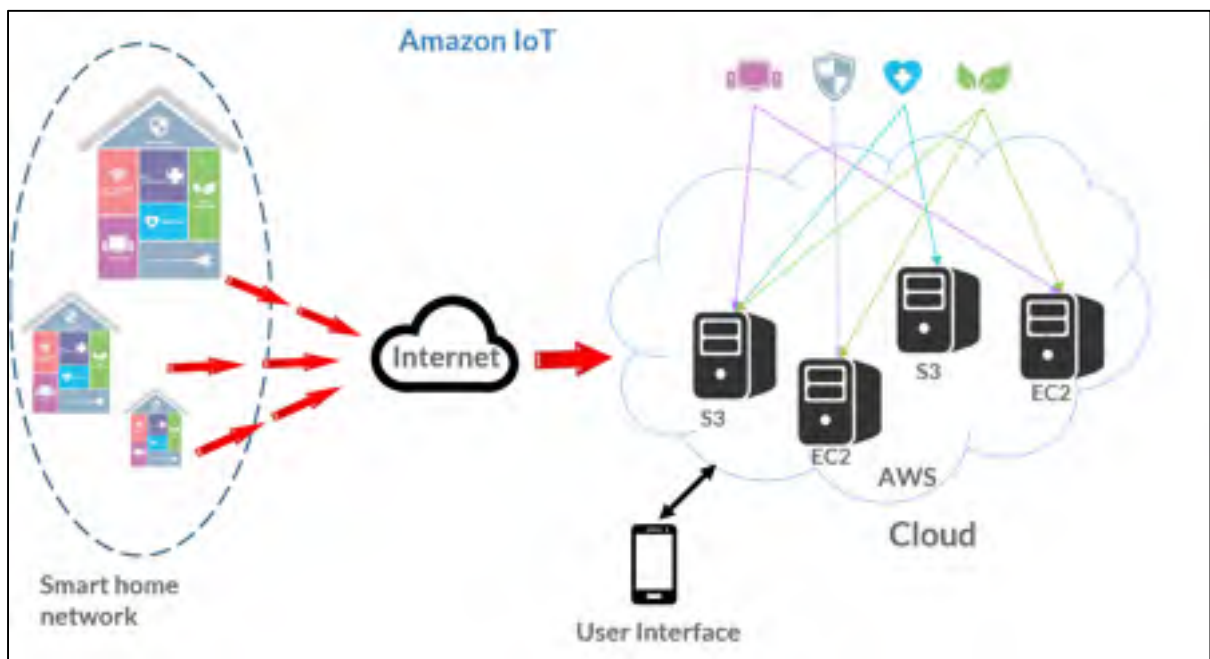 Amazon IoT
Internet
S3
EC2
S3
EC2
AWS
Cloud
Smart home
network
User Interface